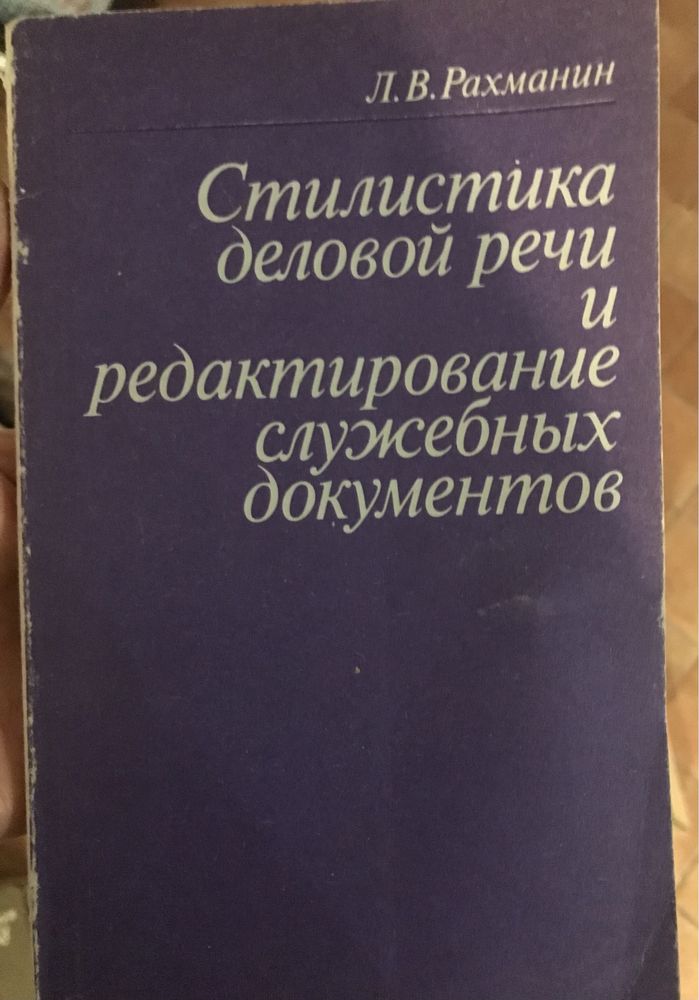 Л. В. Рахманин
Стилистика
деловой речи
и
редактирование
служебных
документов